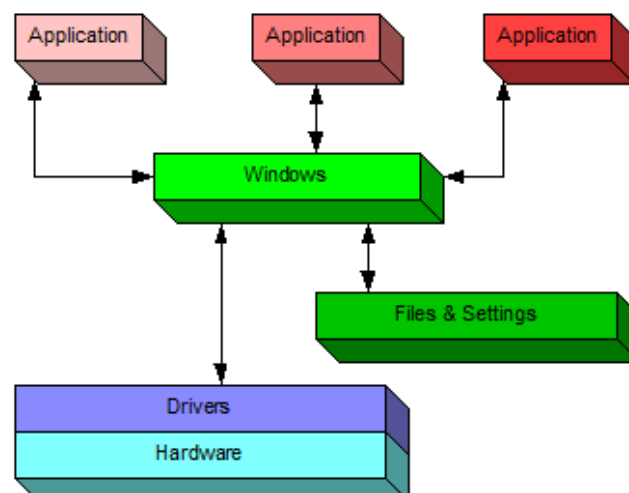 Application
Application
Application
Windows
Files & Settings
Drivers
Hardware